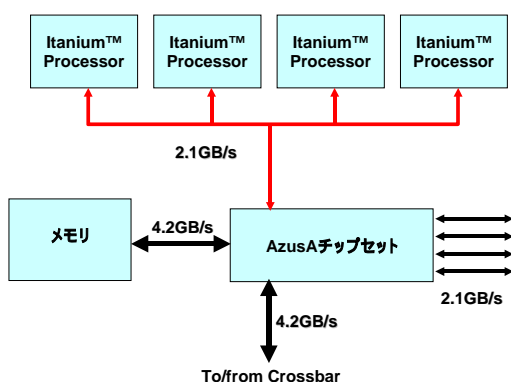 Itanium™
Processor
Itanium™
Processor
Itanium™
Processor
Itanium™
Processor
2.1GB/s
メモリ
4.2GB/s
AzusAチップセット
2.1GB/s
4.2GB/s
To/from Crossbar